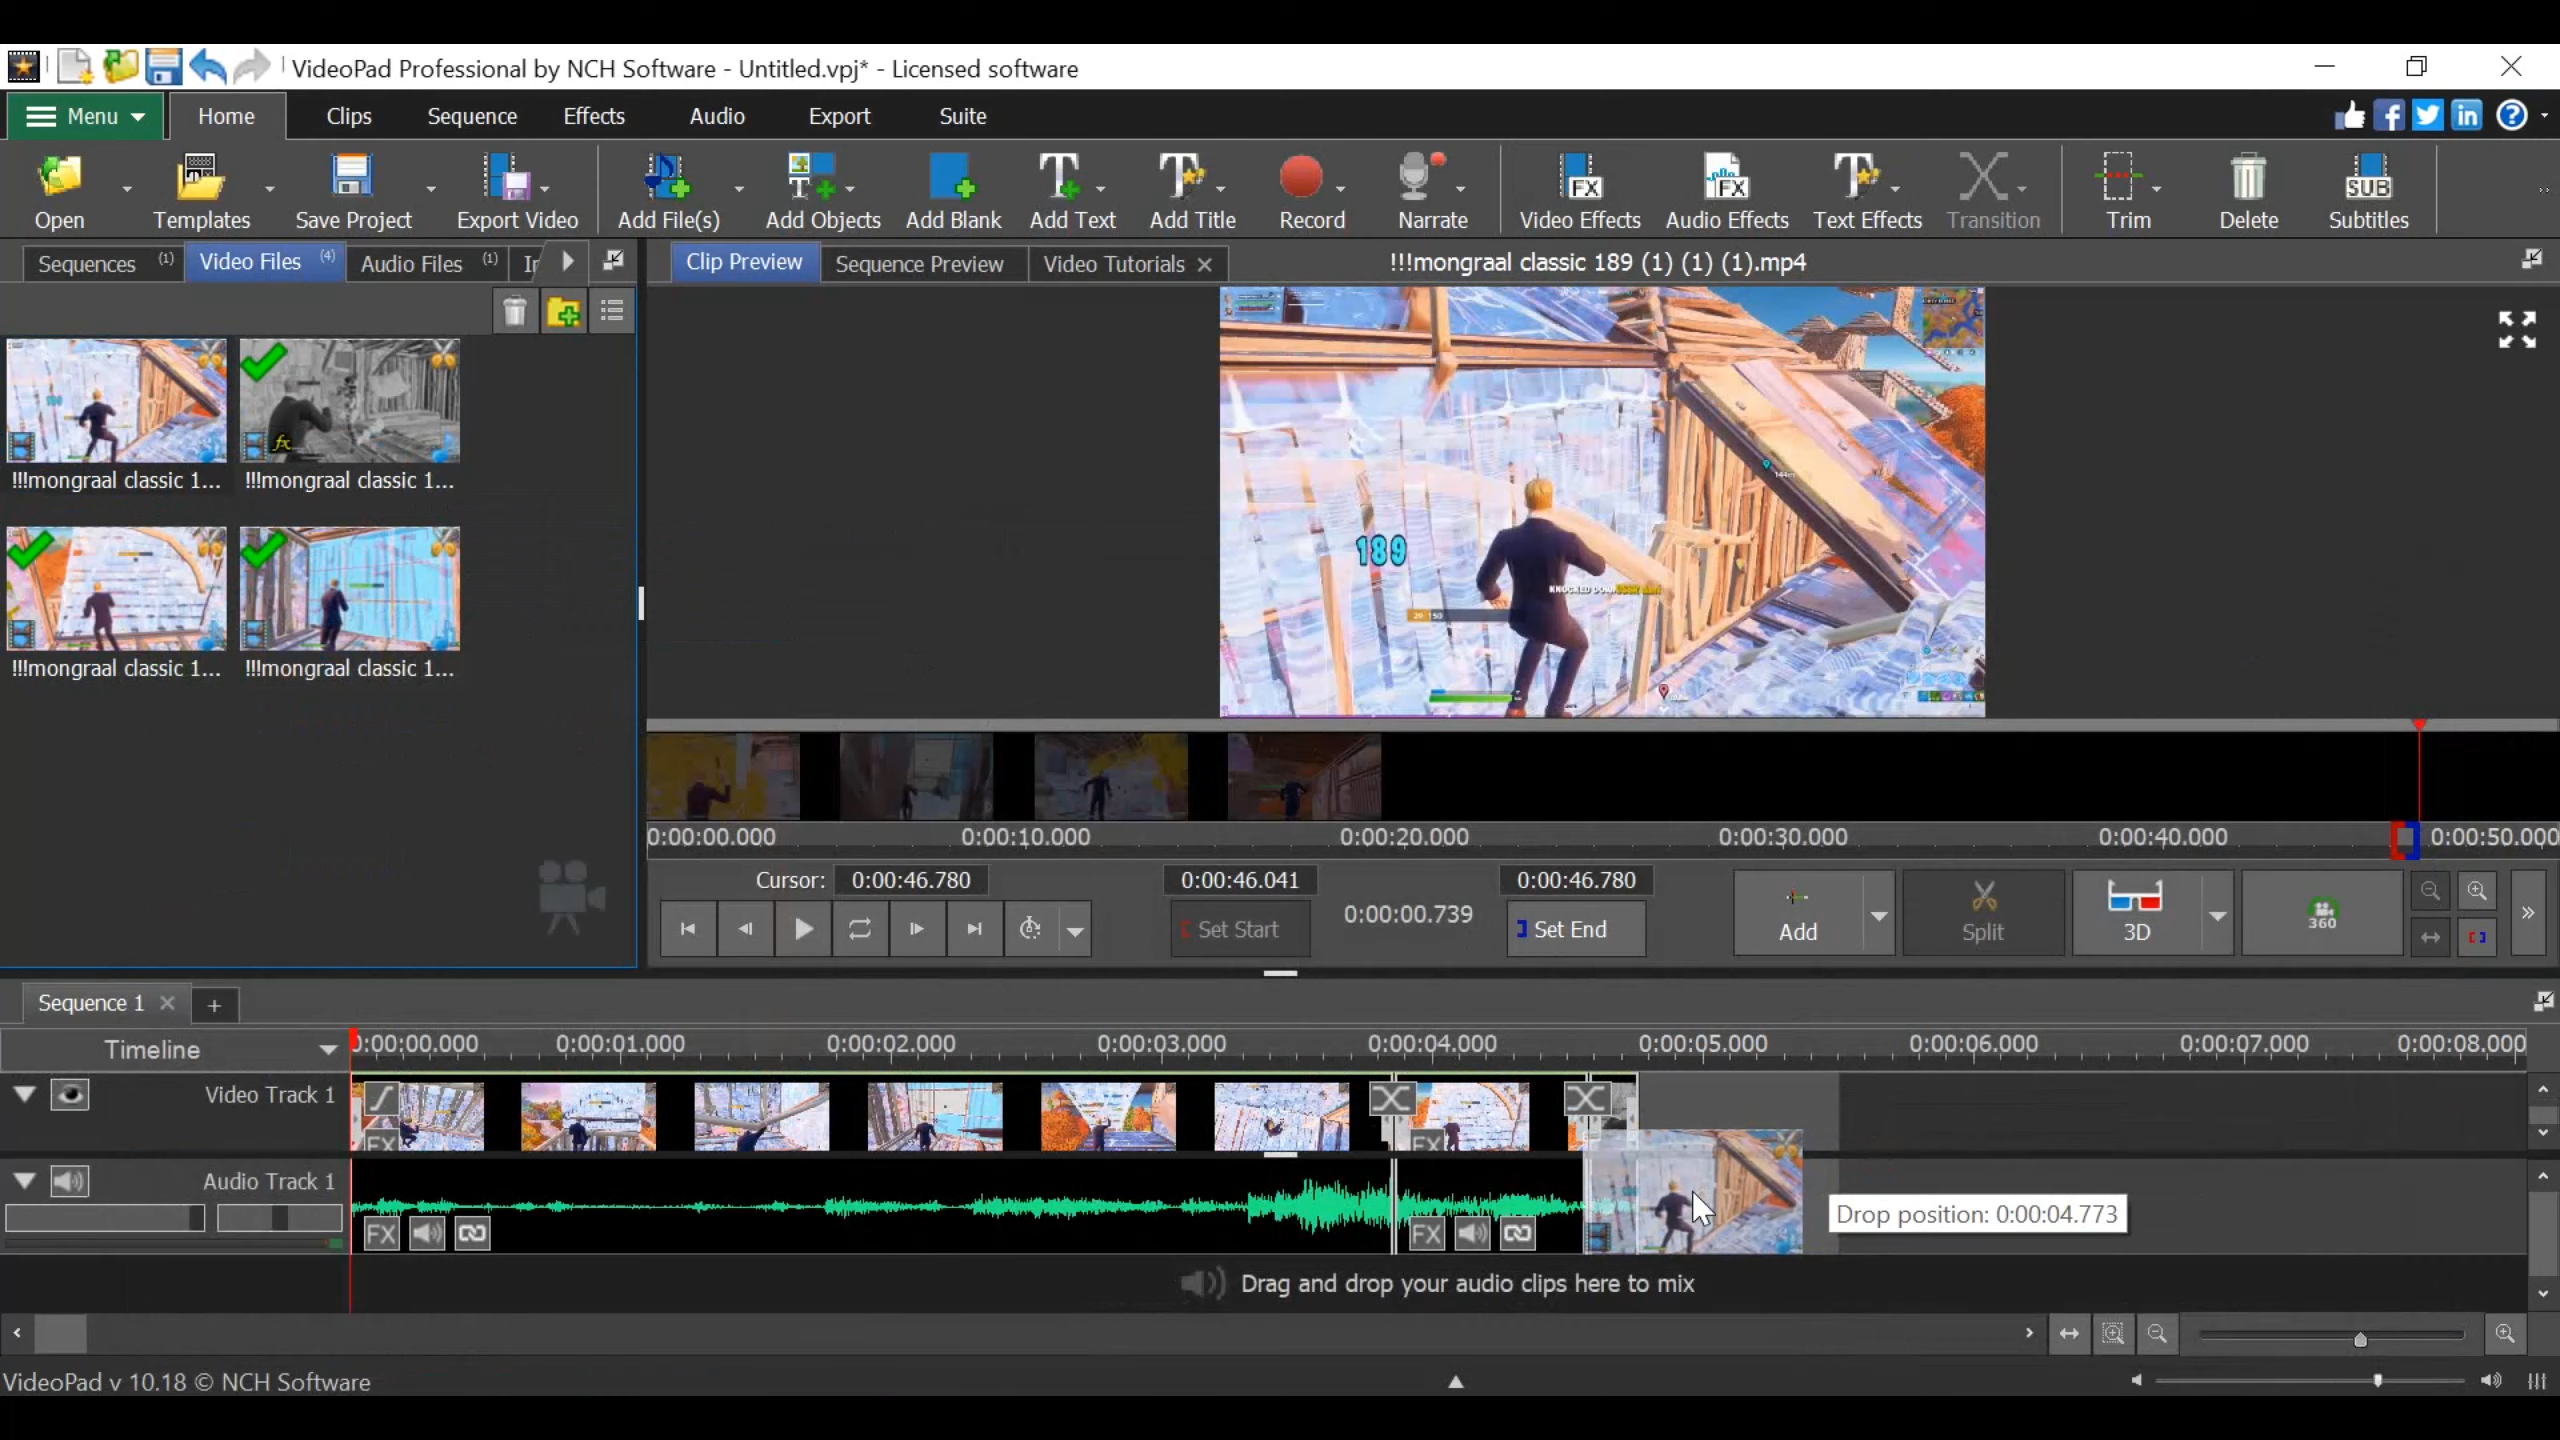 VideoPad Professional by NCH Software - Untitled.vpj* - Licensed software
Menu Home Clips Sequence Effects Audio Export Suite
Open Templates Save Project Export Video Add File(s) Add Objects Add Blank Add Text Add Title Record Narrate Video Effects Audio Effects Text Effects Transition Trim Delete Subtitles
Sequences (1) Video Files (4) Audio Files (1) Clip Preview Sequence Preview Video Tutorials !!!mongraal classic 189 (1) (1) (1).mp4
!!!mongraal classic 1... !!!mongraal classic 1...
189
KNOCKED DOWN
29 150
!!!mongraal classic 1... !!!mongraal classic 1...
0:00:00.000 0:00:10.000 0:00:20.000 0:00:30.000 0:00:40.000 0:00:50.000
Cursor: 0:00:46.780 0:00:46.041 0:00:46.780
Set Start 0:00:00.739 Set End Add Split 3D 360
Sequence 1
Timeline 0:00:00.000 0:00:01.000 0:00:02.000 0:00:03.000 0:00:04.000 0:00:05.000 0:00:06.000 0:00:07.000 0:00:08.000
Video Track 1
FX FX
Audio Track 1
Drop position: 0:00:04.773
FX FX
Drag and drop your audio clips here to mix
VideoPad v 10.18 © NCH Software